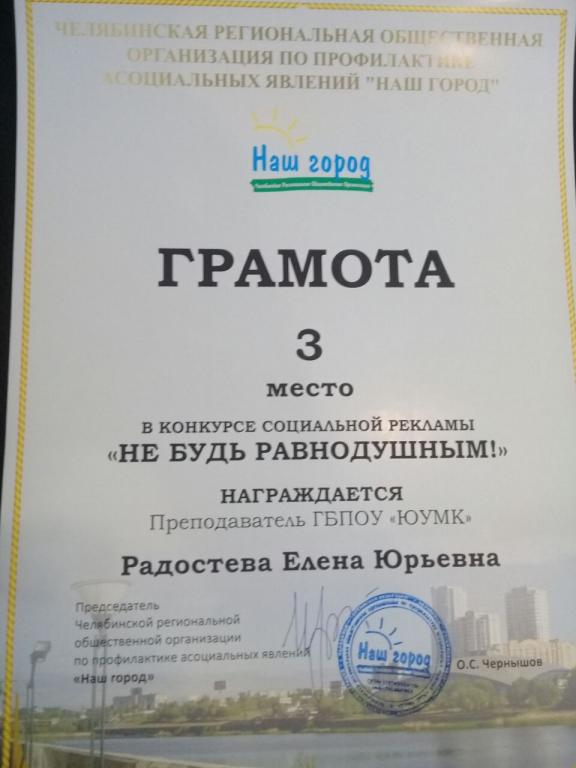 ЧЕЛЯБИНСКАЯ РЕГИОНАЛЬНАЯ ОБЩЕСТВЕННАЯ
ОРГАНИЗАЦИЯ ПО ПРОФИЛАКТИКЕ
АСОЦИАЛЬНЫХ ЯВЛЕНИЙ "НАШ ГОРОД"
Наш город
ГРАМОТА
3
место
В КОНКУРСЕ СОЦИАЛЬНОЙ РЕКЛАМЫ
«НЕ БУДЬ РАВНОДУШНЫМ!»
НАГРАЖДАЕТСЯ
Преподаватель ГБПОУ «ЮУМК»
Радостева Елена Юрьевна
Председатель
Челябинской региональной
общественной организации
по профилактике асоциальных явлений
«Наш город»
Наш город
О.С. Чернышов